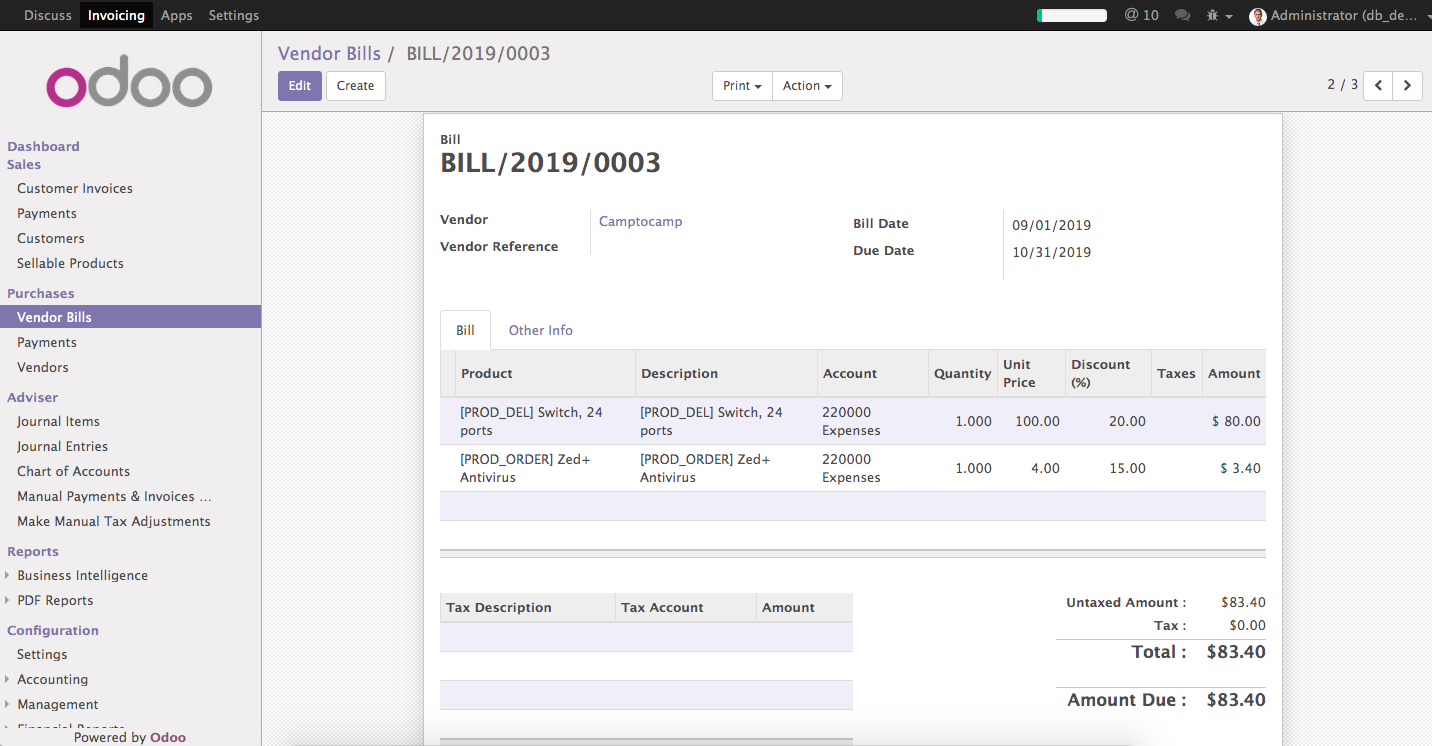 Discuss Invoicing Apps Settings
@ 10
Administrator (db_de...
odoo
Dashboard
Sales
Customer Invoices
Payments
Customers
Sellable Products
Purchases
Vendor Bills
Payments
Vendors
Adviser
Journal Items
Journal Entries
Chart of Accounts
Manual Payments & Invoices ...
Make Manual Tax Adjustments
Reports
Business Intelligence
PDF Reports
Configuration
Settings
Accounting
Management
Financial Reports
Powered by Odoo
Vendor Bills / BILL/2019/0003
Edit Create
Print Action
2 / 3
Bill
BILL/2019/0003
Vendor Camptocamp
Vendor Reference
Bill Date 09/01/2019
Due Date 10/31/2019
Bill Other Info
Product Description Account Quantity Unit Price Discount (%) Taxes Amount
[PROD_DEL] Switch, 24 [PROD_DEL] Switch, 24 220000
ports ports Expenses
1.000 100.00 20.00 $ 80.00
[PROD_ORDER] Zed+ [PROD_ORDER] Zed+ 220000
Antivirus Antivirus Expenses
1.000 4.00 15.00 $ 3.40
Tax Description Tax Account Amount
Untaxed Amount : $83.40
Tax : $0.00
Total : $83.40
Amount Due : $83.40